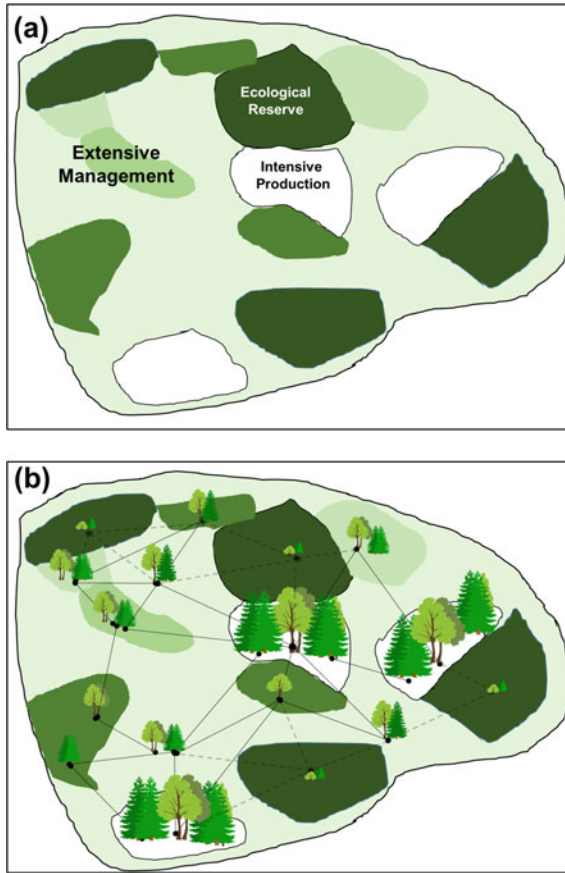 (a)
Ecological
Reserve
Extensive
Management
Intensive
Production
(b)